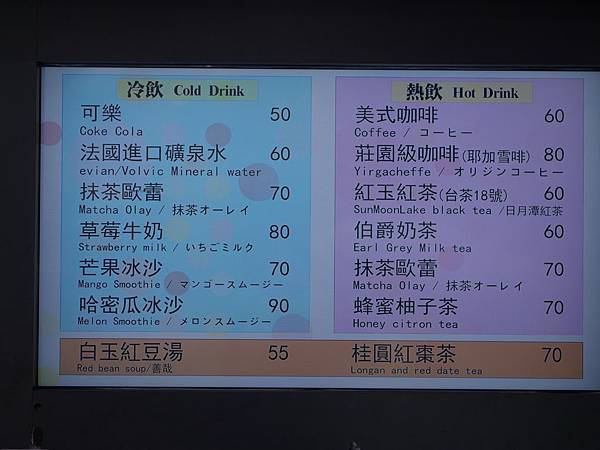 冷飲 Cold Drink
可樂 50
Coke Cola
法國進口礦泉水 60
evian/Volvic Mineral water
抹茶歐蕾 70
Matcha Olay / 抹茶オーレイ
草莓牛奶 80
Strawberry milk / いちごミルク
芒果冰沙 70
Mango Smoothie / マンゴースムージー
哈密瓜冰沙 90
Melon Smoothie / メロンスムージー
熱飲 Hot Drink
美式咖啡 60
Coffee / コーヒー
莊園級咖啡(耶加雪啡) 80
Yirgacheffe / オリジンコーヒー
紅玉紅茶(台茶18號) 60
SunMoonLake black tea /日月潭紅茶
伯爵奶茶 60
Earl Grey Milk tea
抹茶歐蕾 70
Matcha Olay / 抹茶オーレイ
蜂蜜柚子茶 70
Honey citron tea
白玉紅豆湯 55
Red bean soup/善哉
桂圓紅棗茶 70
Longan and red date tea